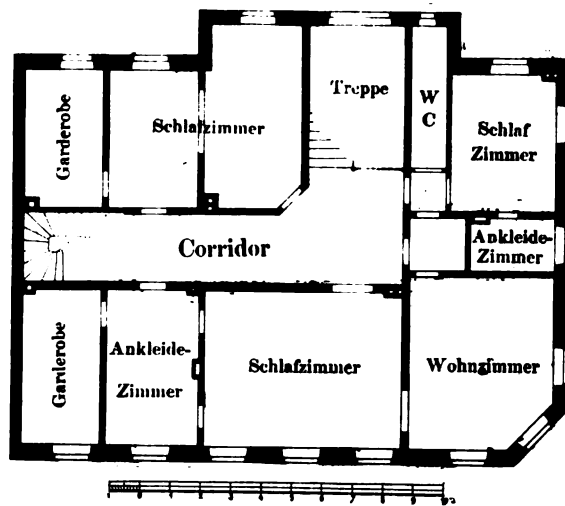 Garderobe
Schlafzimmer
Treppe
W
C
Schlaf
Zimmer
Corridor
Ankleide-
Zimmer
Garderobe
Ankleide-
Zimmer
Schlafzimmer
Wohnzimmer